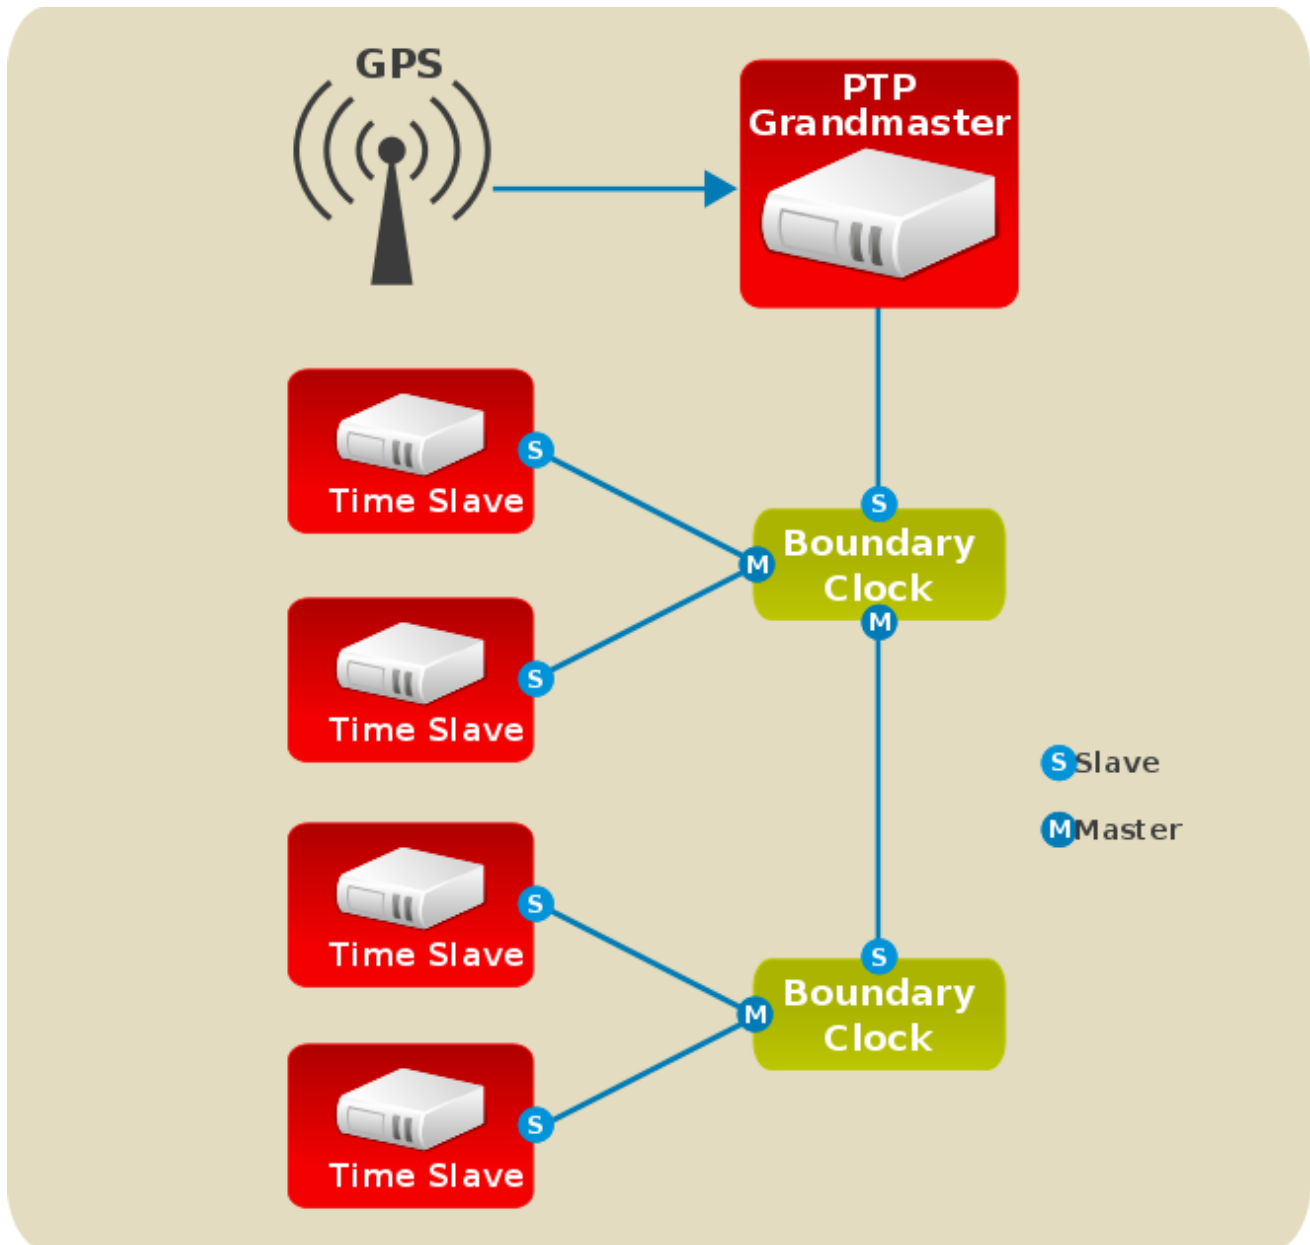 GPS
PTP
Grandmaster
S
Time Slave
S
Boundary
Clock
M
M
S
Time Slave
S Slave
M Master
S
Time Slave
S
Boundary
Clock
M
S
Time Slave